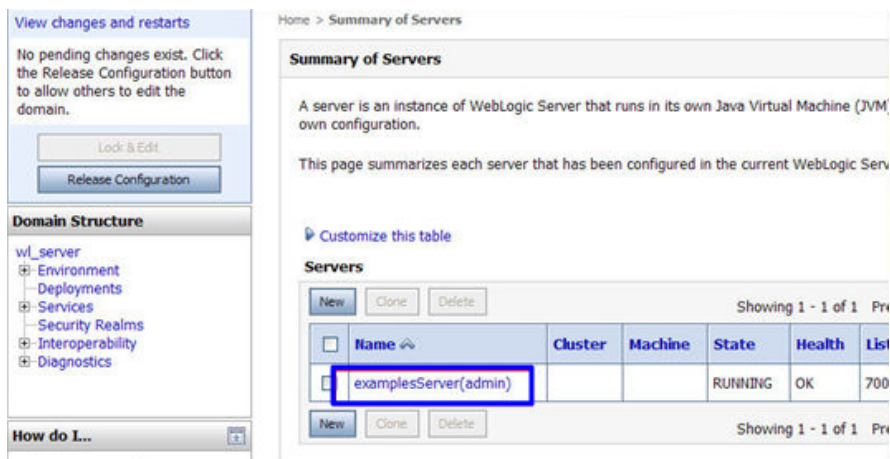 View changes and restarts
No pending changes exist. Click
the Release Configuration button
to allow others to edit the
domain.
Lock & Edit
Release Configuration
Domain Structure
wl_server
Environment
Deployments
Services
Security Realms
Interoperability
Diagnostics
How do I...
Home > Summary of Servers
Summary of Servers
A server is an instance of WebLogic Server that runs in its own Java Virtual Machine (JVM)
own configuration.
This page summarizes each server that has been configured in the current WebLogic Serv
Customize this table
Servers
New Clone Delete Showing 1 - 1 of 1 Pre
Name Cluster Machine State Health List
examplesServer(admin) RUNNING OK 700
New Clone Delete Showing 1 - 1 of 1 Pre